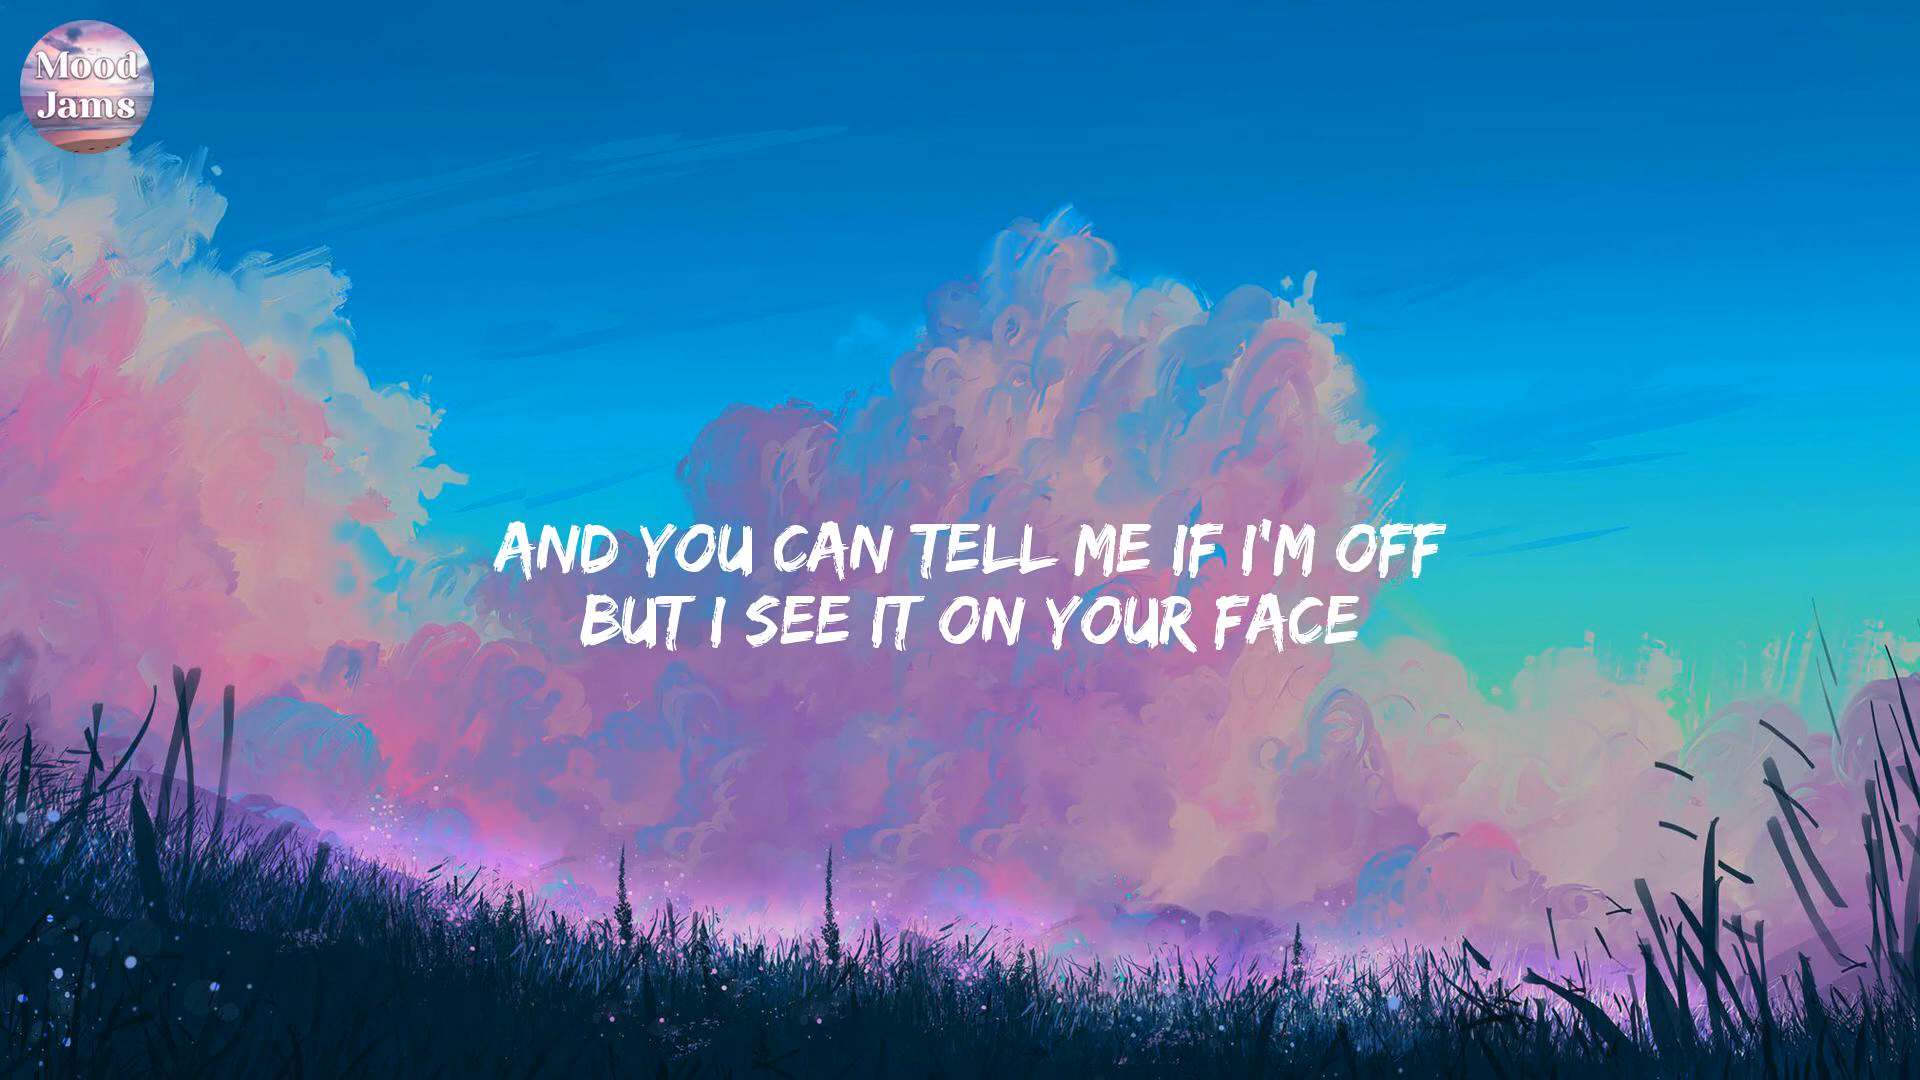 Mood
Jams
AND YOU CAN TELL ME IF I'M OFF
BUT I SEE IT ON YOUR FACE